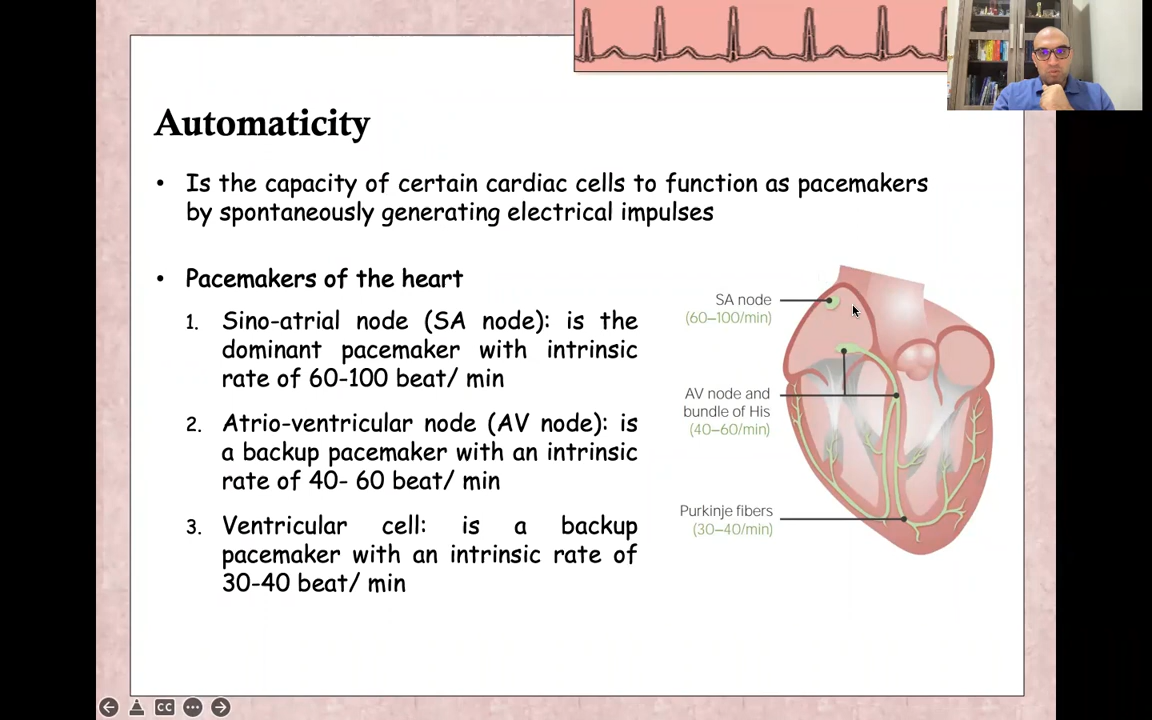 Automaticity
• Is the capacity of certain cardiac cells to function as pacemakers
by spontaneously generating electrical impulses
• Pacemakers of the heart
1. Sino-atrial node (SA node): is the
dominant pacemaker with intrinsic
rate of 60-100 beat/ min
2. Atrio-ventricular node (AV node): is
a backup pacemaker with an intrinsic
rate of 40- 60 beat/ min
3. Ventricular cell: is a backup
pacemaker with an intrinsic rate of
30-40 beat/ min
SA node
(60–100/min)
AV node and
bundle of His
(40–60/min)
Purkinje fibers
(30–40/min)
CC